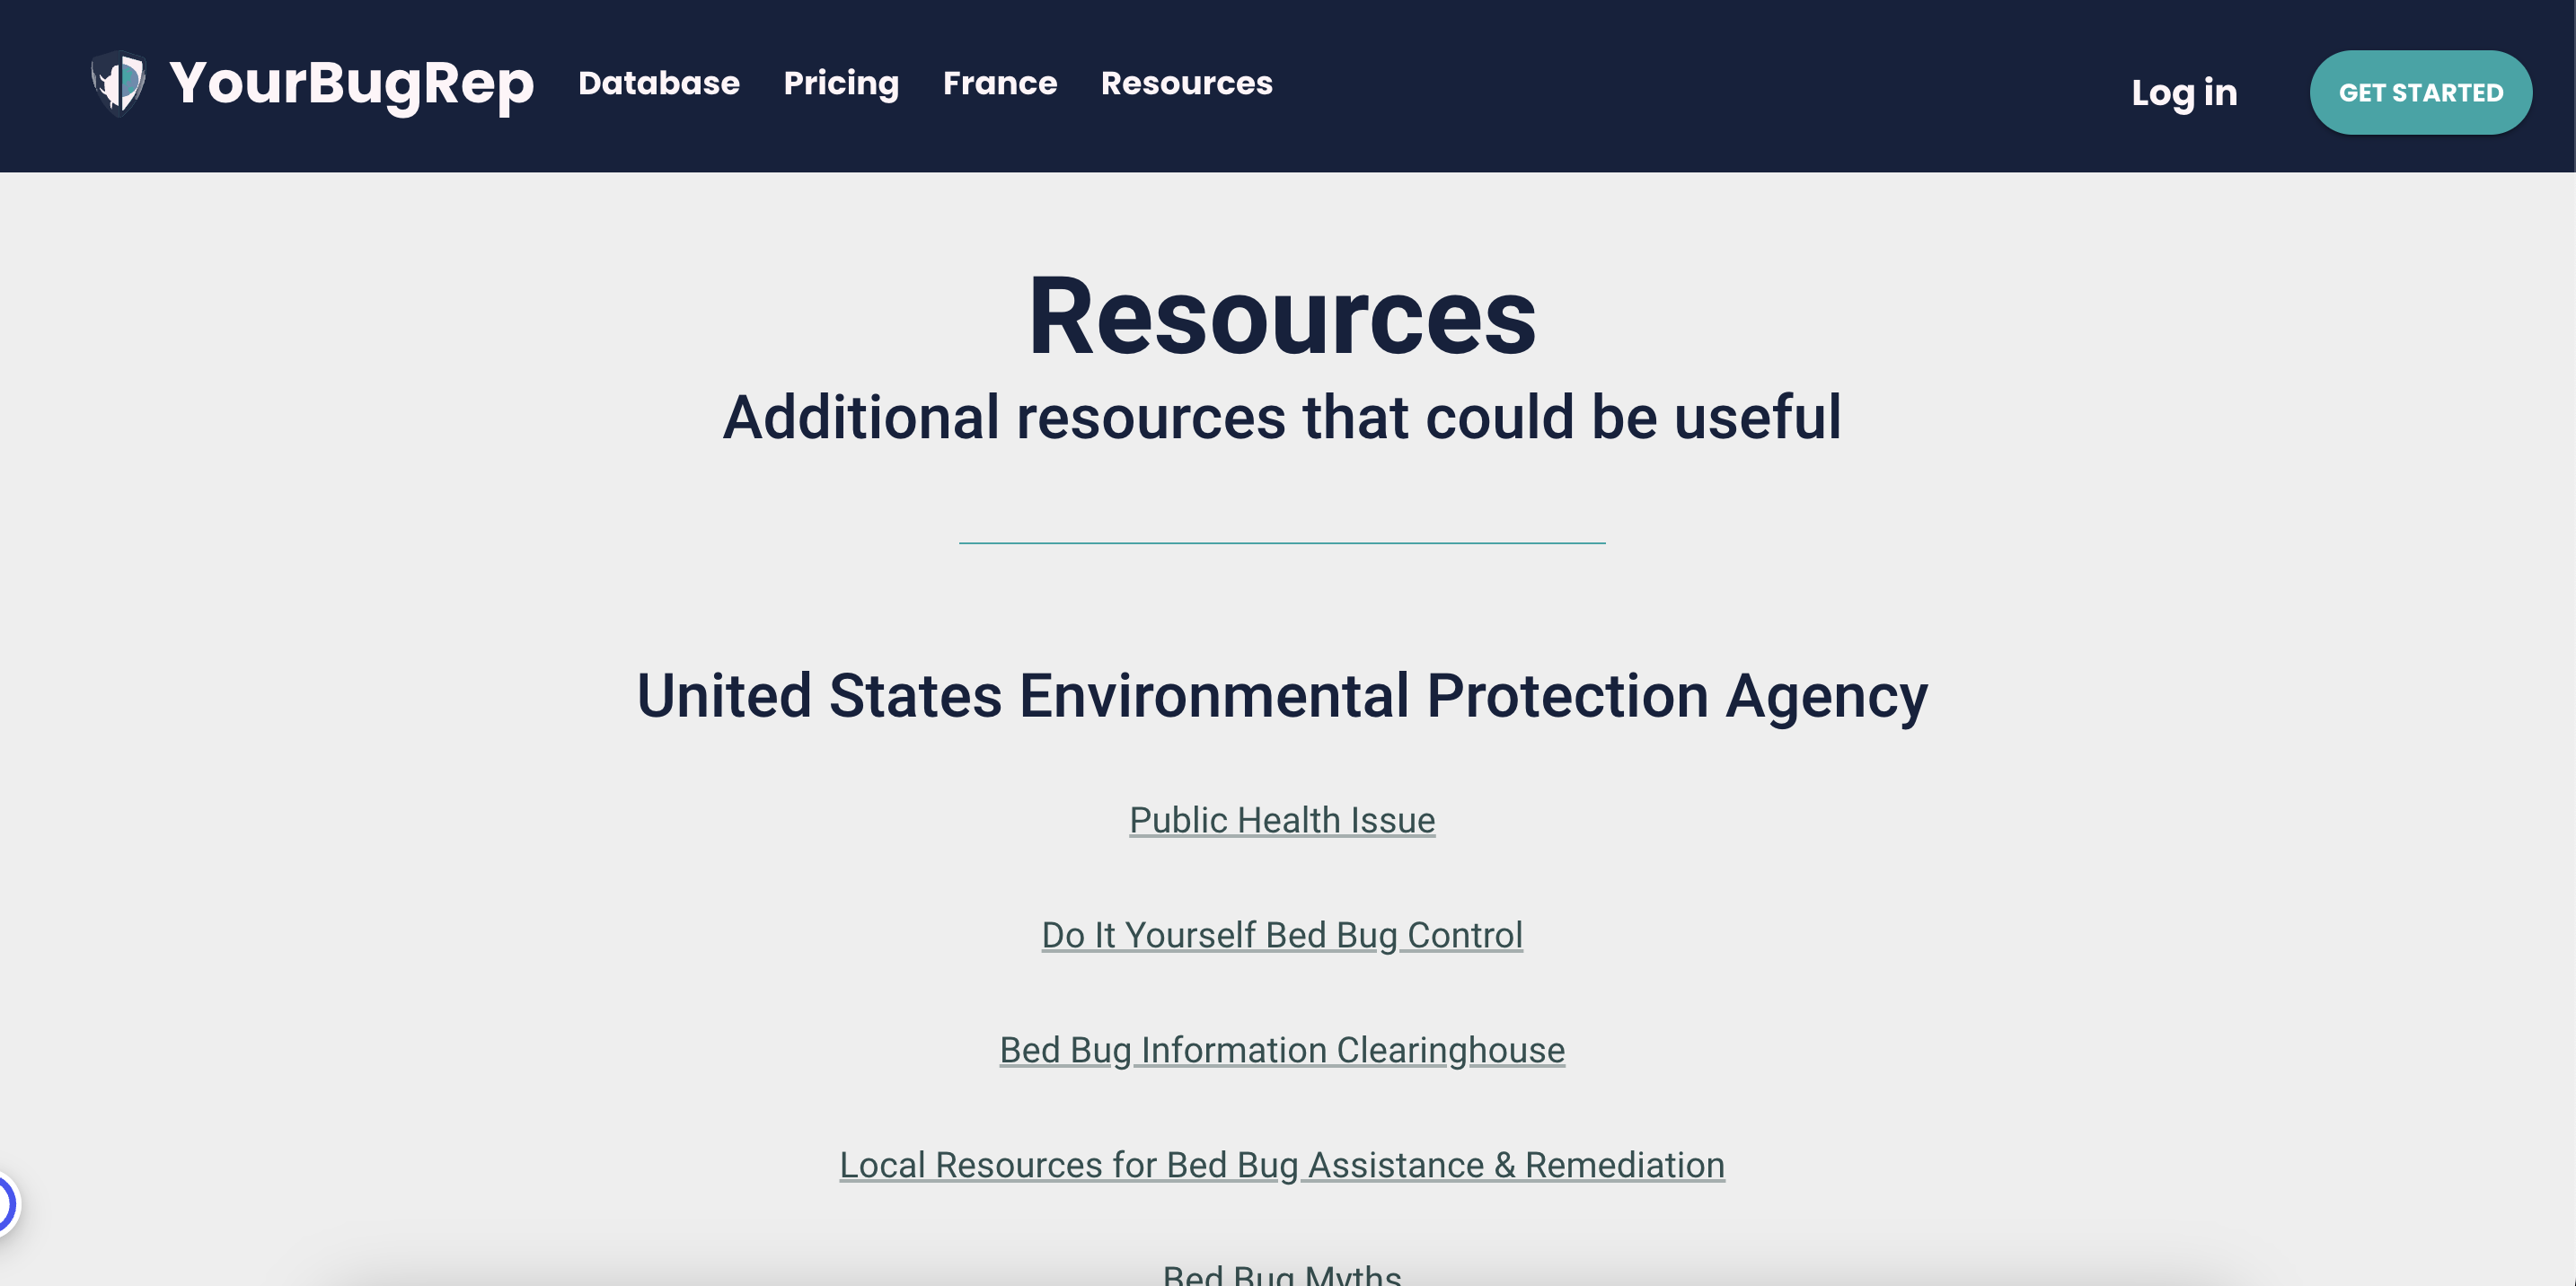 YourBugRep Database Pricing France Resources Log in GET STARTED
Resources
Additional resources that could be useful
United States Environmental Protection Agency
Public Health Issue
Do It Yourself Bed Bug Control
Bed Bug Information Clearinghouse
Local Resources for Bed Bug Assistance & Remediation
Bed Bug Myths